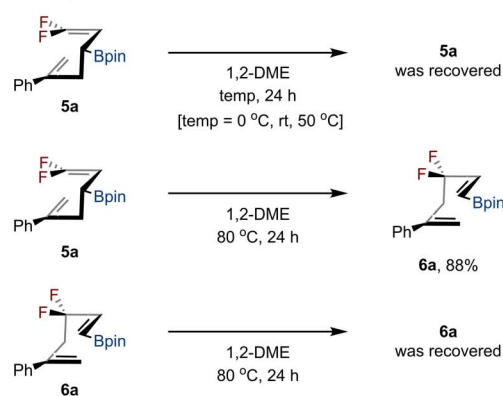 F
F
Bpin
Ph
5a
1,2-DME
temp, 24 h
[temp = 0 °C, rt, 50 °C]
5a
was recovered
F
F
Bpin
Ph
5a
1,2-DME
80 °C, 24 h
F
F
Bpin
Ph
6a, 88%
F
F
Bpin
Ph
6a
1,2-DME
80 °C, 24 h
6a
was recovered